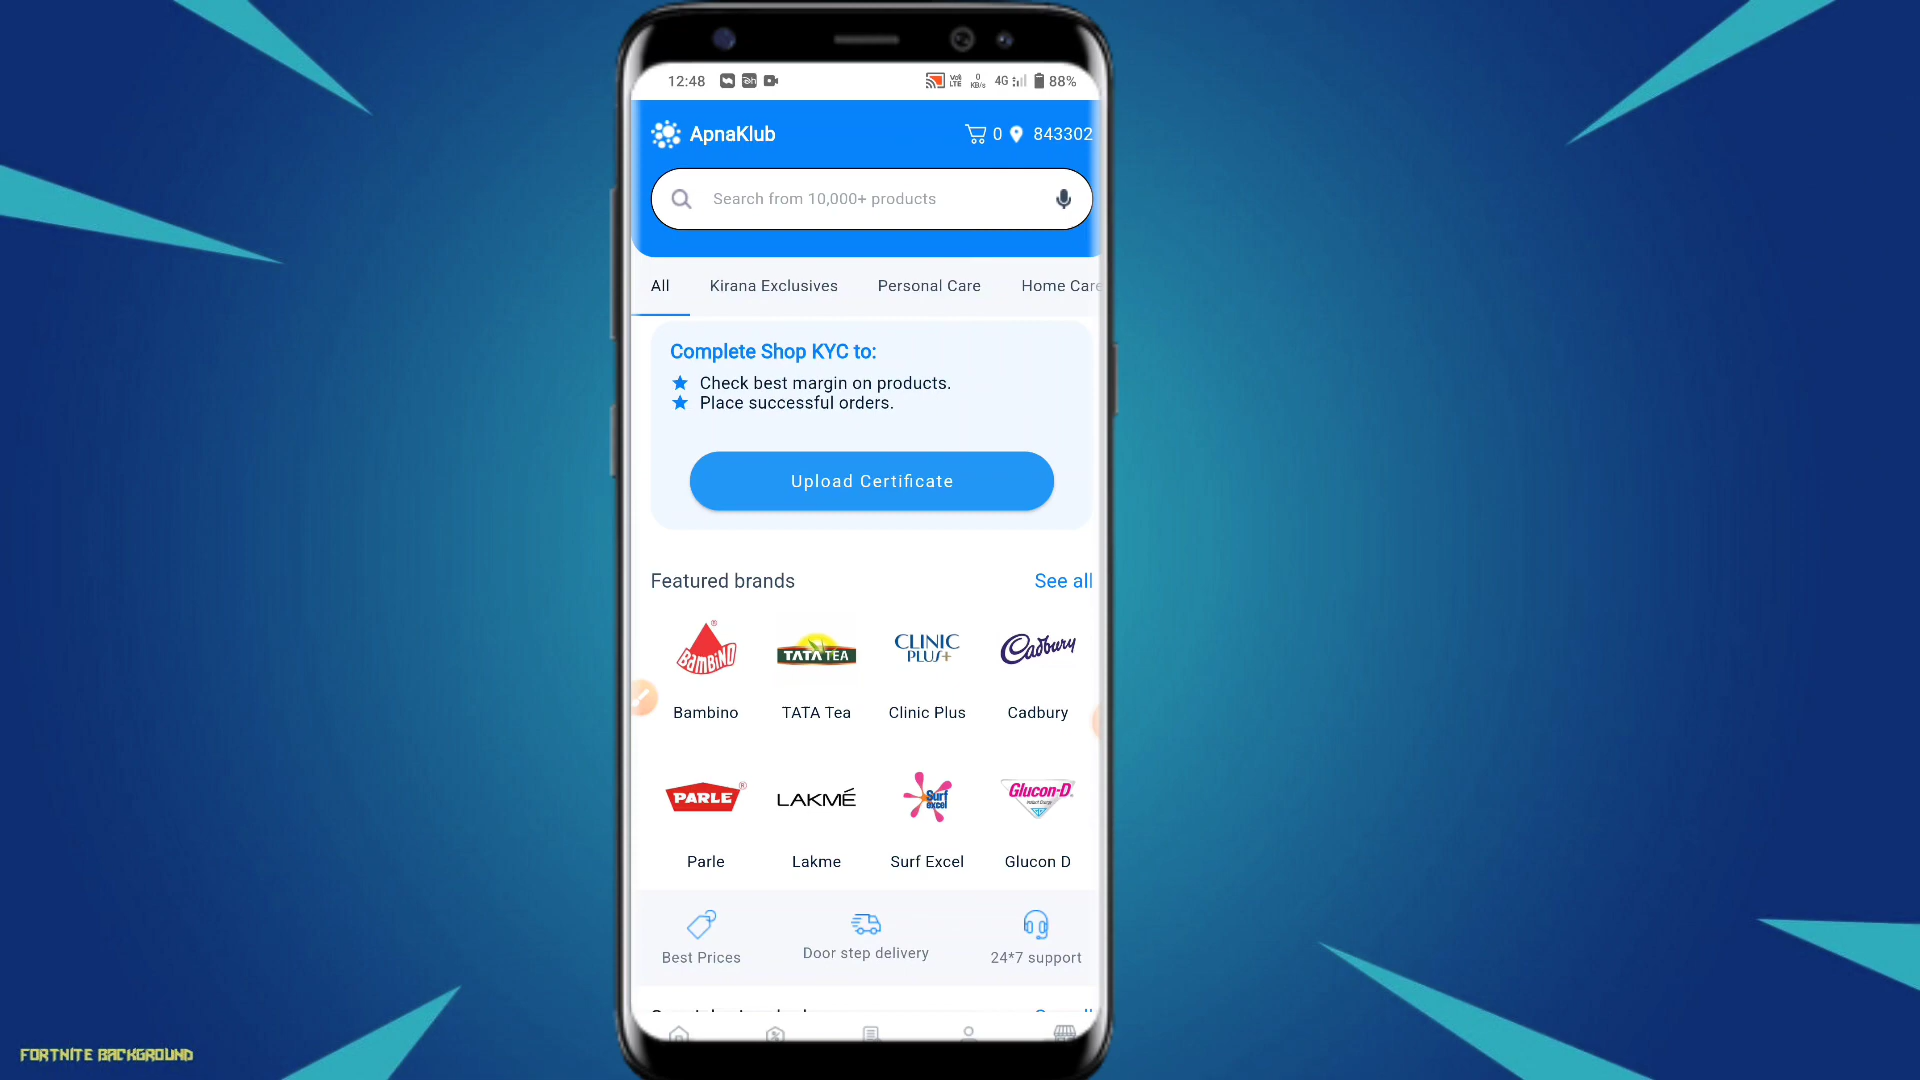 12:48 4G 88%
ApnaKlub 0 843302
Search from 10,000+ products
All Kirana Exclusives Personal Care Home Care
Complete Shop KYC to:
Check best margin on products.
Place successful orders.
Upload Certificate
Featured brands See all
BamBiNO TATA TEA CLINIC PLUS+ Cadbury
Bambino TATA Tea Clinic Plus Cadbury
PARLE LAKMÉ Surf excel Glucon-D
Parle Lakme Surf Excel Glucon D
Best Prices Door step delivery 24*7 support
FORTNITE BACKGROUND